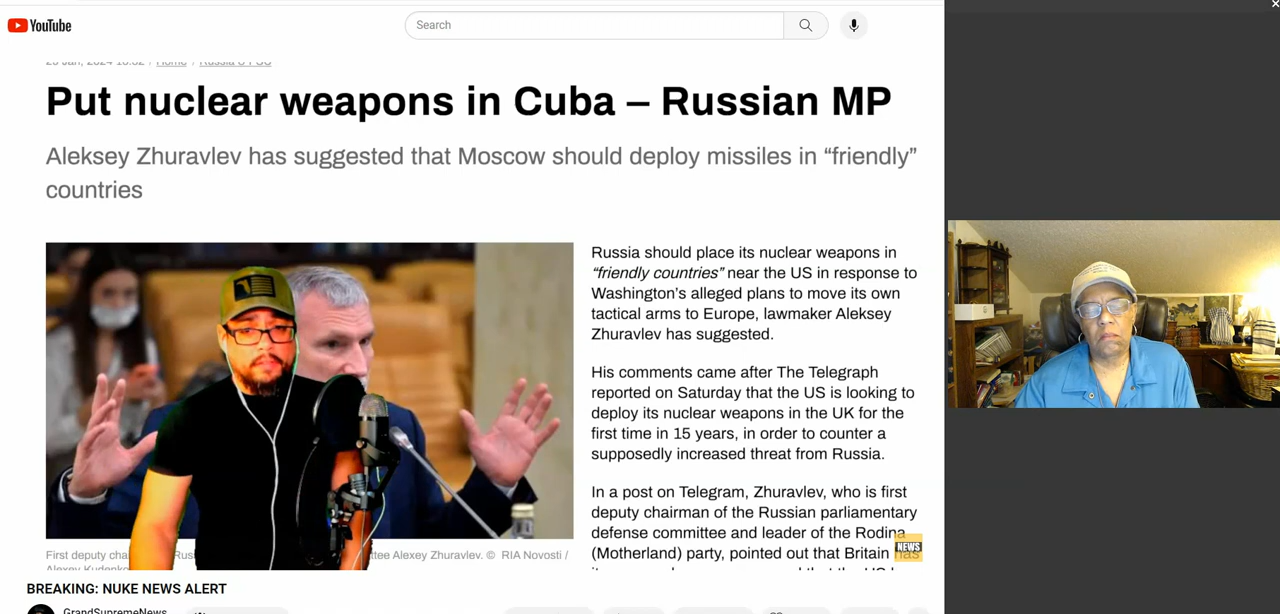 YouTube
Search
Home / Russia & FSU
Put nuclear weapons in Cuba – Russian MP
Aleksey Zhuravlev has suggested that Moscow should deploy missiles in “friendly”
countries
Russia should place its nuclear weapons in
“friendly countries” near the US in response to
Washington’s alleged plans to move its own
tactical arms to Europe, lawmaker Aleksey
Zhuravlev has suggested.
His comments came after The Telegraph
reported on Saturday that the US is looking to
deploy its nuclear weapons in the UK for the
first time in 15 years, in order to counter a
supposedly increased threat from Russia.
In a post on Telegram, Zhuravlev, who is first
deputy chairman of the Russian parliamentary
defense committee and leader of the Rodina
(Motherland) party, pointed out that Britain has
NEWS
First deputy Alexey Zhuravlev. © RIA Novosti /
BREAKING: NUKE NEWS ALERT
GrandSupremeNews